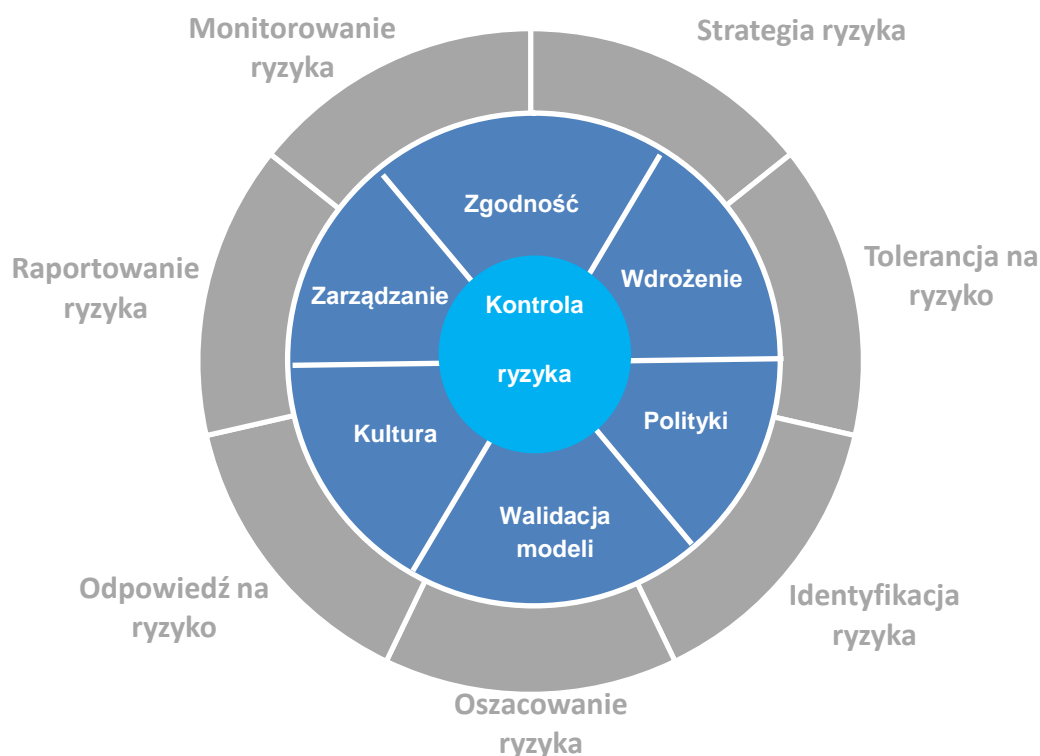 Monitorowanie
ryzyka
Strategia ryzyka
Tolerancja na
ryzyko
Identyfikacja
ryzyka
Oszacowanie
ryzyka
Odpowiedź na
ryzyko
Raportowanie
ryzyka
Zgodność
Wdrożenie
Polityki
Walidacja
modeli
Kultura
Zarządzanie
Kontrola
ryzyka